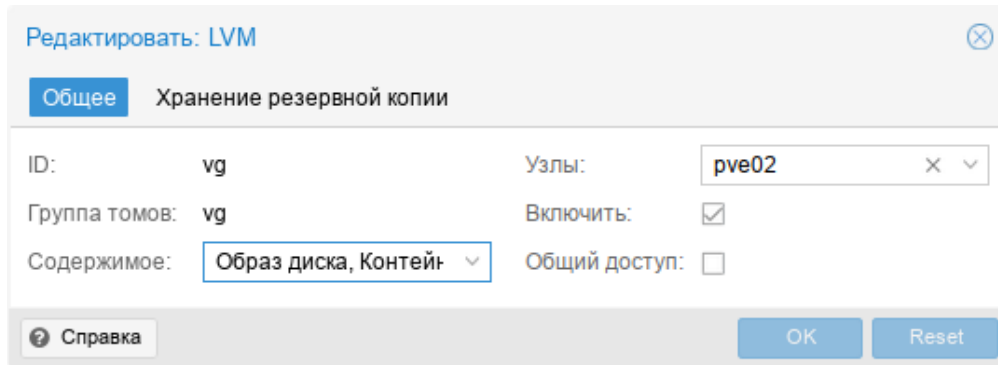 Редактировать: LVM
Общее Хранение резервной копии
ID: vg Узлы: pve02
Группа томов: vg Включить:
Содержимое: Образ диска, Контейн Общий доступ:
Справка OK Reset